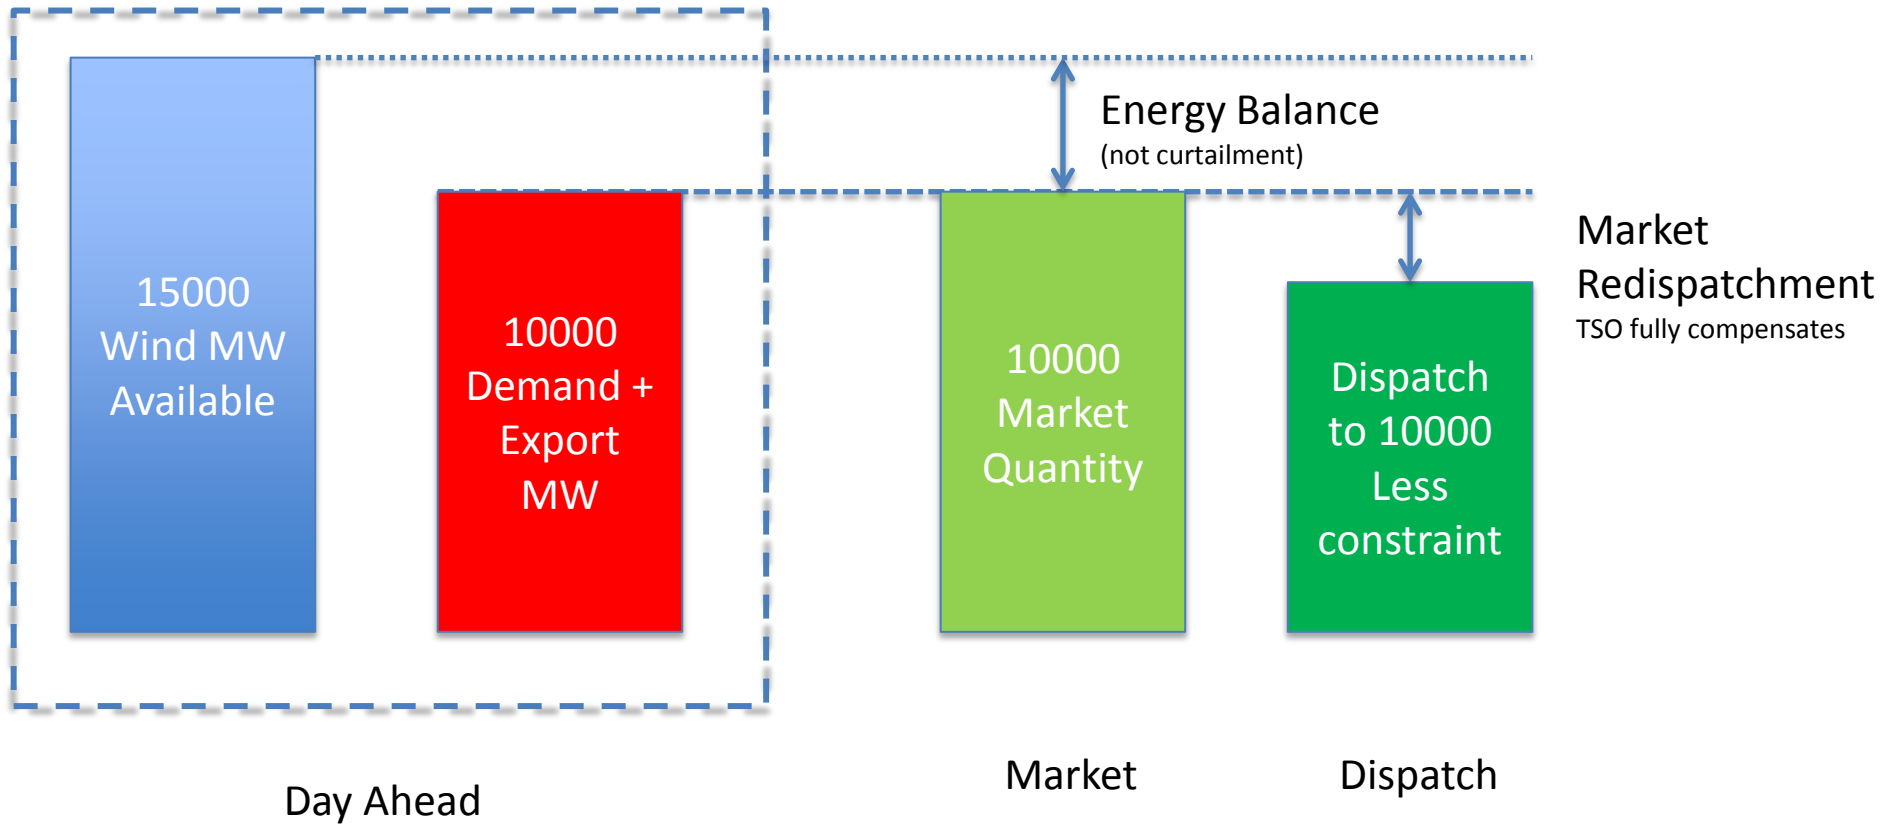 Energy Balance
(not curtailment)
15000
Wind MW
Available
10000
Demand +
Export
MW
10000
Market
Quantity
Dispatch
to 10000
Less
constraint
Market
Redispatchment
TSO fully compensates
Day Ahead
Market
Dispatch